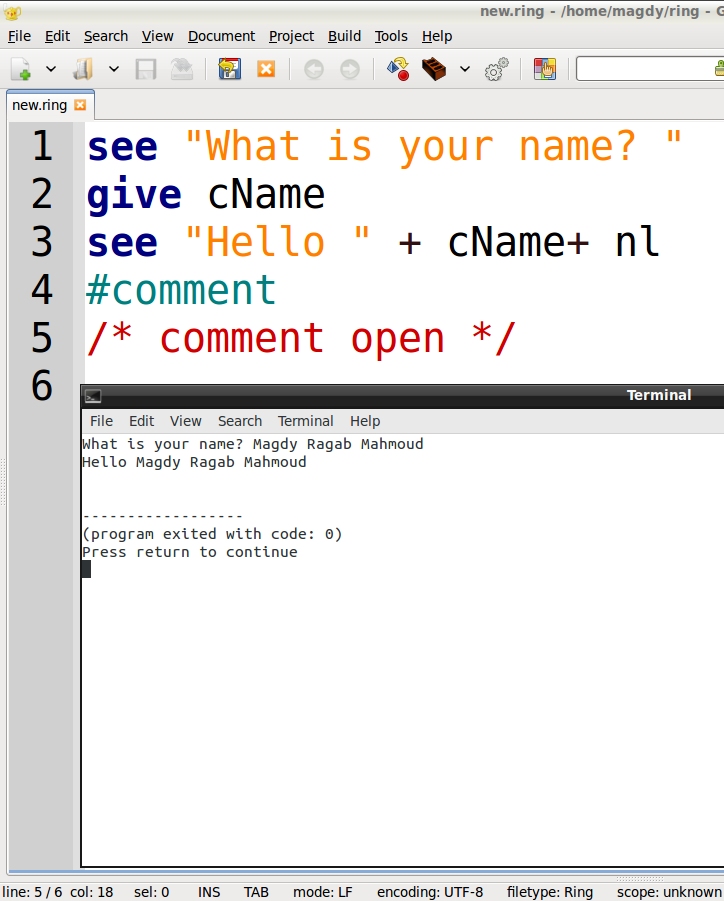 new.ring - /home/magdy/ring - G
File Edit Search View Document Project Build Tools Help
new.ring
1 see "What is your name? "
2 give cName
3 see "Hello " + cName+ nl
4 #comment
5 /* comment open */
6
Terminal
File Edit View Search Terminal Help
What is your name? Magdy Ragab Mahmoud
Hello Magdy Ragab Mahmoud
------------------
(program exited with code: 0)
Press return to continue
line: 5 / 6 col: 18 sel: 0 INS TAB mode: LF encoding: UTF-8 filetype: Ring scope: unknown